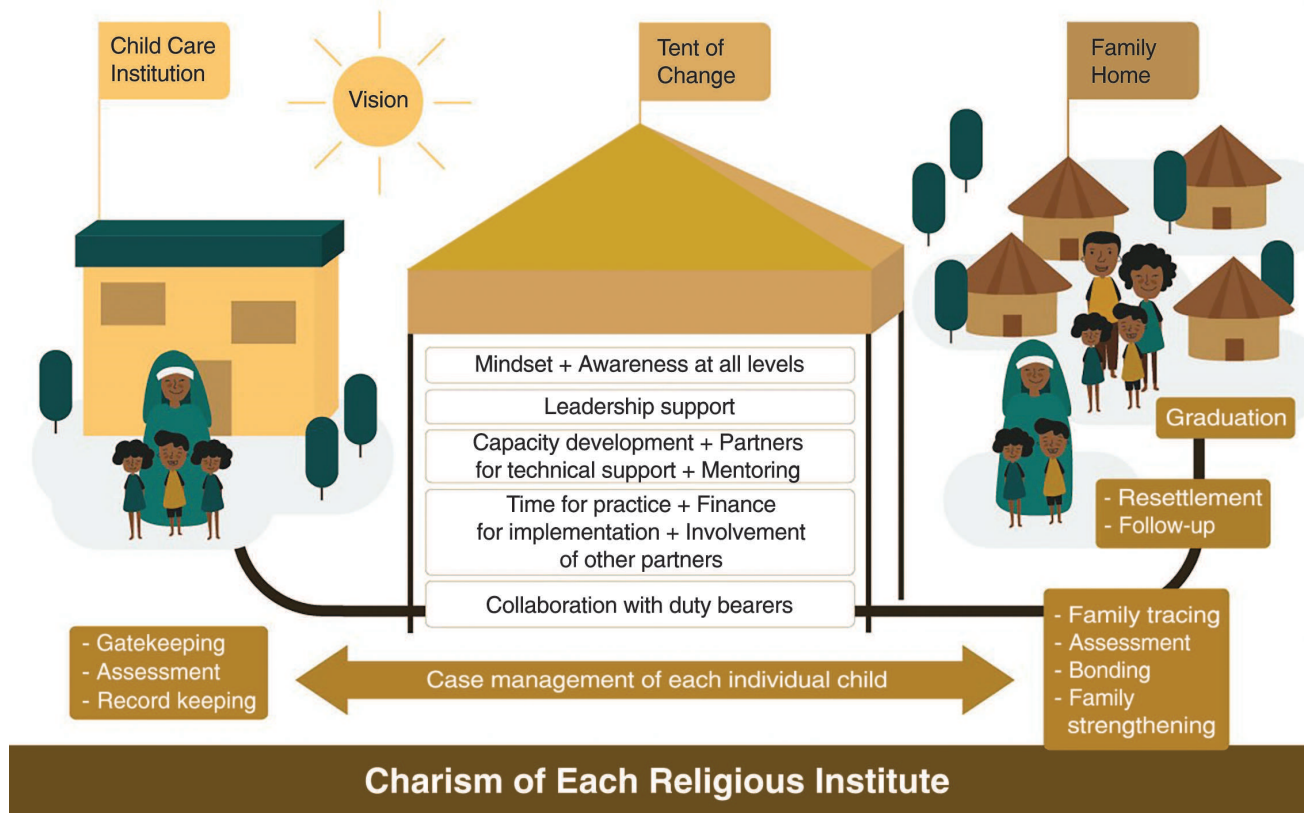 Child Care
Institution
Vision
Tent of
Change
Family
Home
Mindset + Awareness at all levels
Leadership support
Capacity development + Partners
for technical support + Mentoring
Time for practice + Finance
for implementation + Involvement
of other partners
Collaboration with duty bearers
Graduation
- Resettlement
- Follow-up
- Family tracing
- Assessment
- Bonding
- Family
strengthening
- Gatekeeping
- Assessment
- Record keeping
Case management of each individual child
Charism of Each Religious Institute